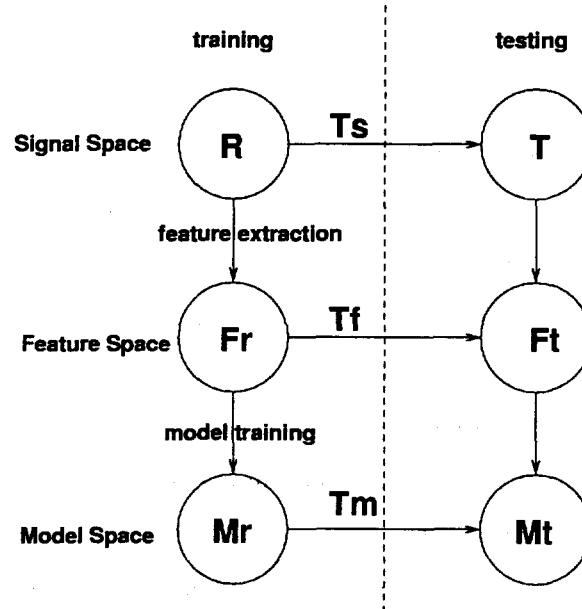 training testing
Signal Space R Ts T
feature extraction
Feature Space Fr Tf Ft
model training
Model Space Mr Tm Mt